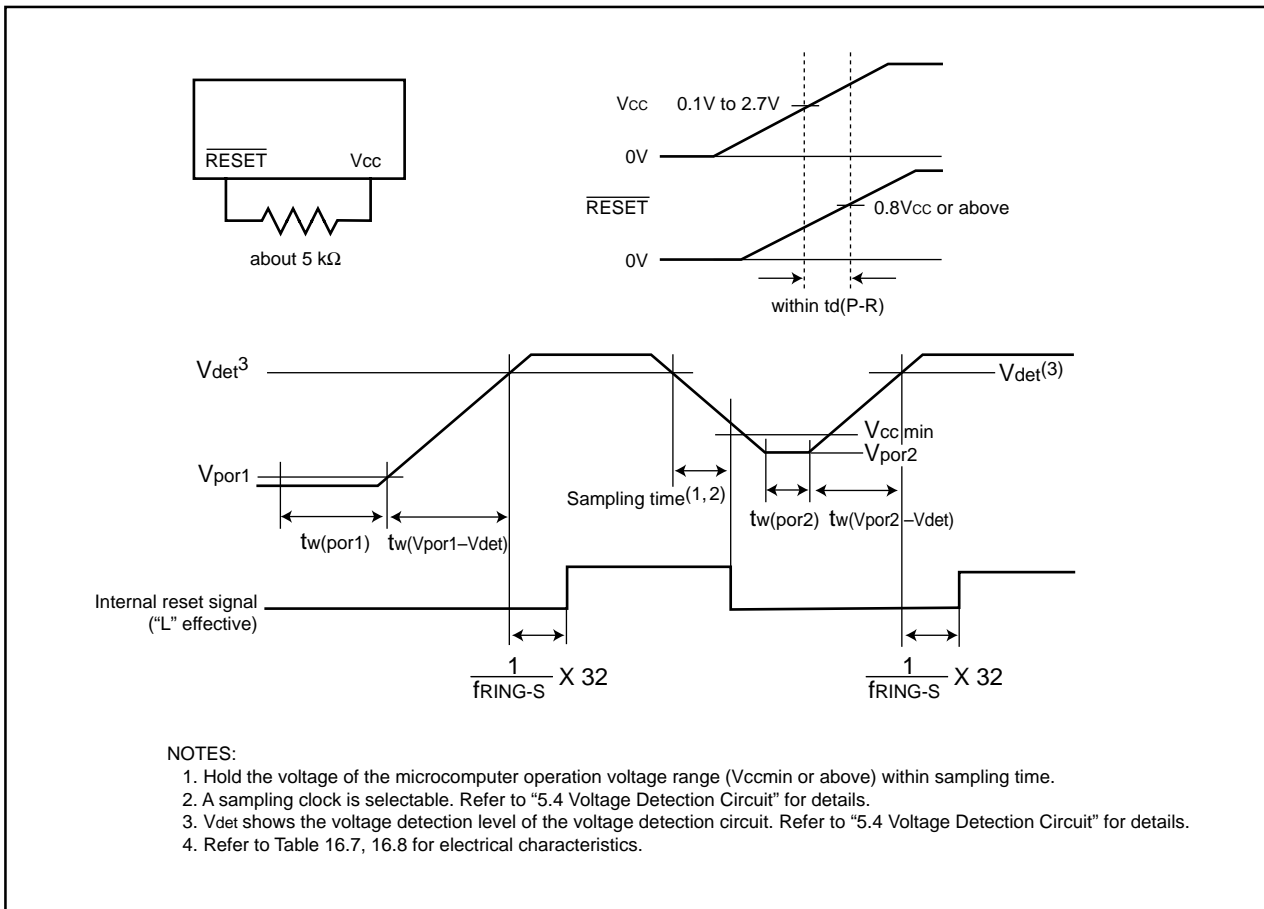 RESET Vcc
about 5 kΩ
Vcc 0.1V to 2.7V
0V
RESET
0.8Vcc or above
0V
within td(P-R)
Vdet3
Vdet(3)
Vcc min
Vpor2
Vpor1
Sampling time(1, 2)
tw(por1) tw(Vpor1–Vdet)
tw(por2) tw(Vpor2–Vdet)
Internal reset signal
(“L” effective)
1
fRING-S
X 32
1
fRING-S
X 32
NOTES:
1. Hold the voltage of the microcomputer operation voltage range (Vccmin or above) within sampling time.
2. A sampling clock is selectable. Refer to “5.4 Voltage Detection Circuit” for details.
3. Vdet shows the voltage detection level of the voltage detection circuit. Refer to “5.4 Voltage Detection Circuit” for details.
4. Refer to Table 16.7, 16.8 for electrical characteristics.